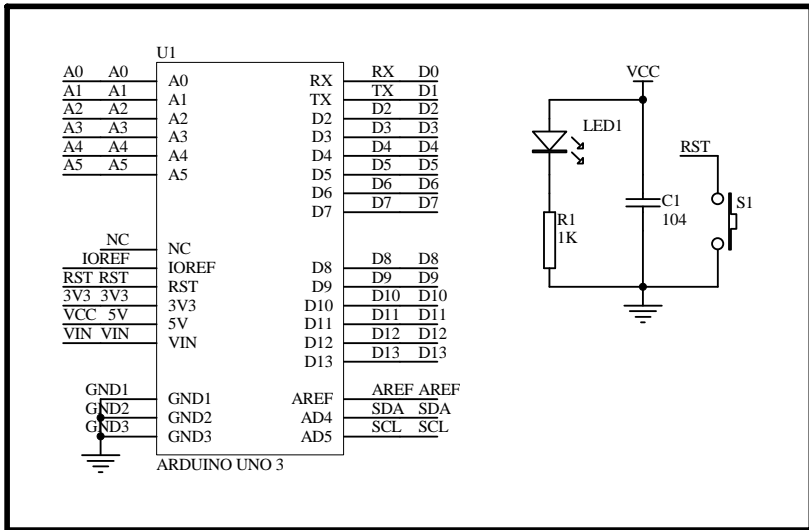 U1
A0 A0 A0 RX RX D0
A1 A1 A1 TX TX D1
A2 A2 A2 D2 D2 D2
A3 A3 A3 D3 D3 D3
A4 A4 A4 D4 D4 D4
A5 A5 A5 D5 D5 D5
D6 D6 D6
D7 D7 D7
NC NC
IOREF IOREF D8 D8 D8
RST RST RST D9 D9 D9
3V3 3V3 3V3 D10 D10 D10
VCC 5V 5V D11 D11 D11
VIN VIN VIN D12 D12 D12
D13 D13 D13
GND1 GND1 AREF AREF AREF
GND2 GND2 AD4 SDA SDA
GND3 GND3 AD5 SCL SCL
ARDUINO UNO 3
VCC
LED1
RST
C1
104
S1
R1
1K